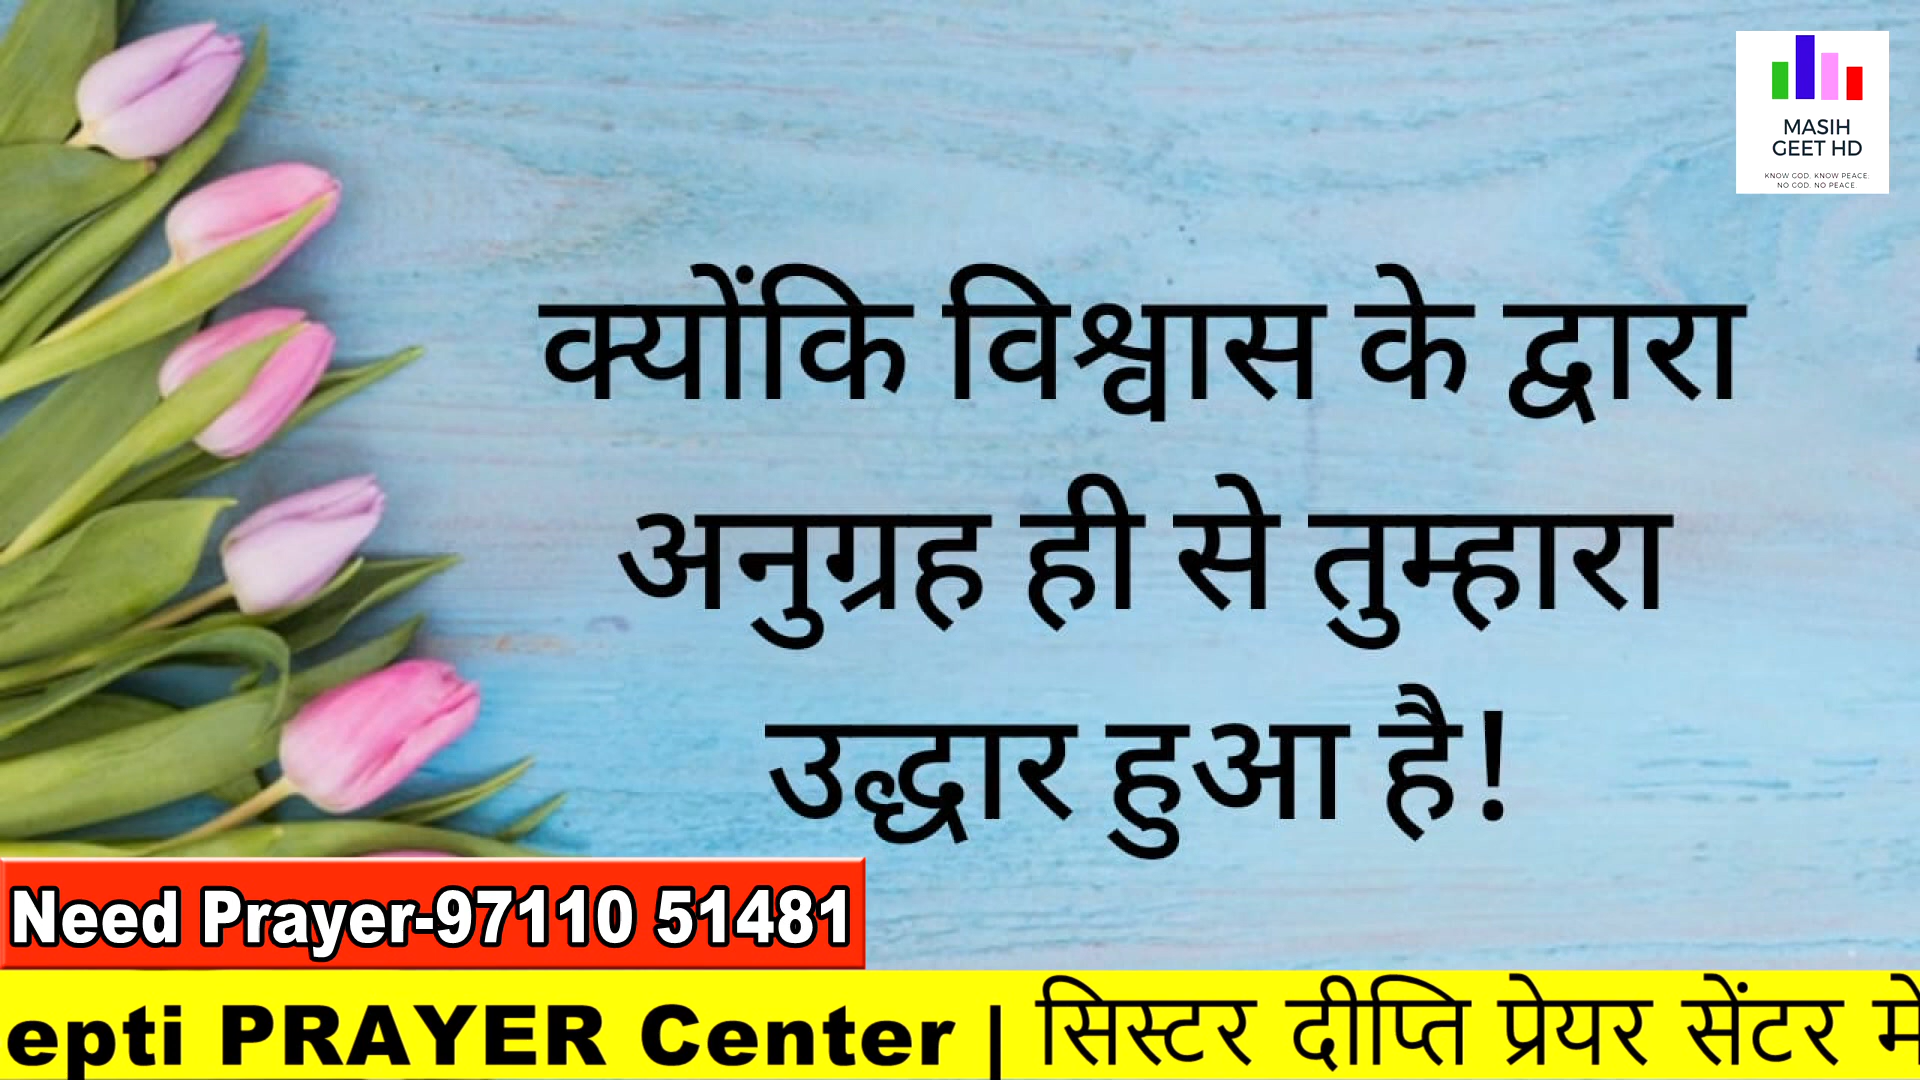 MASIH
GEET HD
KNOW GOD. KNOW PEACE.
NO GOD. NO PEACE.
क्योंकि विश्वास के द्वारा
अनुग्रह ही से तुम्हारा
उद्धार हुआ है!
Need Prayer-97110 51481
epti PRAYER Center | सिस्टर दीप्ति प्रेयर सेंटर में